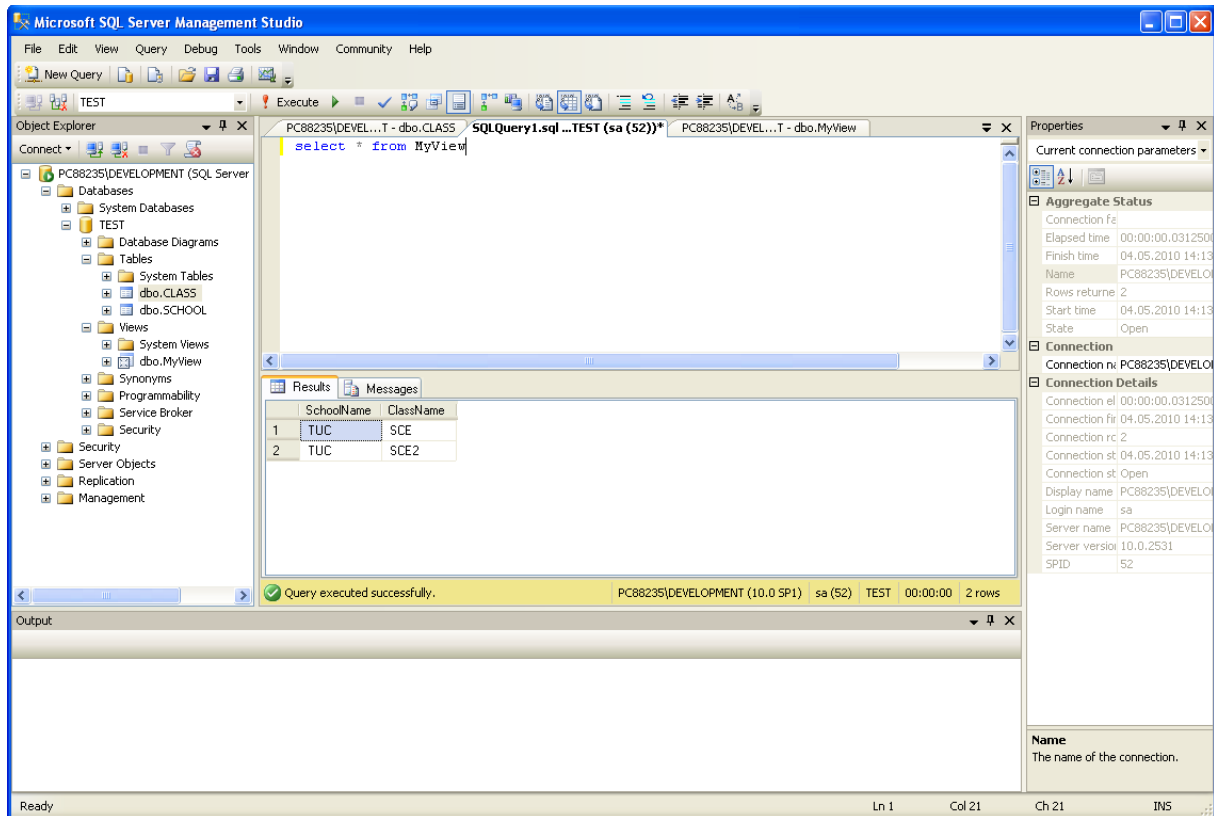 Microsoft SQL Server Management Studio
File Edit View Query Debug Tools Window Community Help
New Query
TEST Execute
Object Explorer
Connect
PC88235\DEVELOPMENT (SQL Server
Databases
System Databases
TEST
Database Diagrams
Tables
System Tables
dbo.CLASS
dbo.SCHOOL
Views
System Views
dbo.MyView
Synonyms
Programmability
Service Broker
Security
Security
Server Objects
Replication
Management
PC88235\DEVEL...T - dbo.CLASS SQLQuery1.sql ...TEST (sa (52))* PC88235\DEVEL...T - dbo.MyView
select * from MyView
Results Messages
SchoolName ClassName
1 TUC SCE
2 TUC SCE2
Query executed successfully. PC88235\DEVELOPMENT (10.0 SP1) sa (52) TEST 00:00:00 2 rows
Properties
Current connection parameters
Aggregate Status
Connection fa
Elapsed time 00:00:00.0312500
Finish time 04.05.2010 14:13
Name PC88235\DEVELO
Rows returne 2
Start time 04.05.2010 14:13
State Open
Connection
Connection na PC88235\DEVELO
Connection Details
Connection el 00:00:00.0312500
Connection fir 04.05.2010 14:13
Connection ro 2
Connection st 04.05.2010 14:13
Connection st Open
Display name PC88235\DEVELO
Login name sa
Server name PC88235\DEVELO
Server version 10.0.2531
SPID 52
Name
The name of the connection.
Output
Ready Ln 1 Col 21 Ch 21 INS